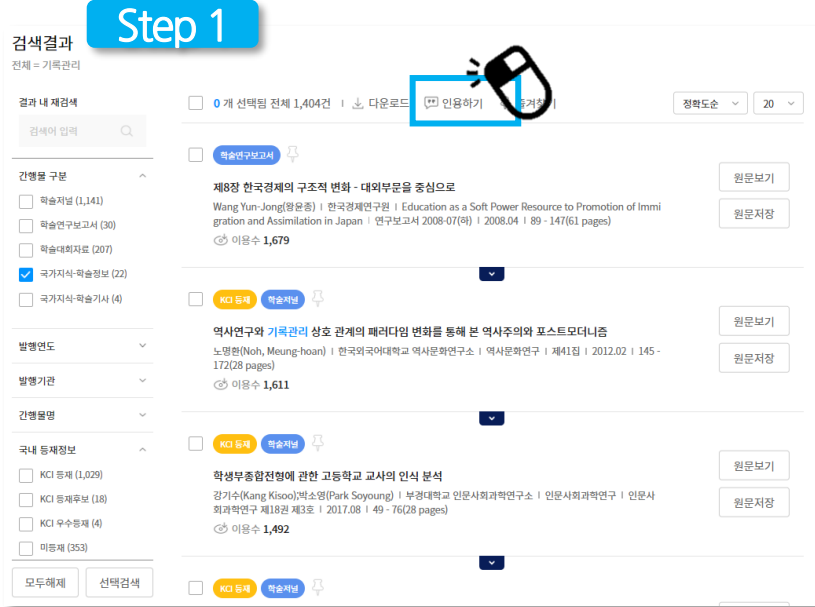 Step 1
검색결과
전체 = 기록관리
결과 내 재검색
검색어 입력
간행물 구분
학술저널 (1,141)
학술연구보고서 (30)
학술대회자료 (207)
국가지식-학술정보 (22)
국가지식-학술기사 (4)
발행연도
발행기관
간행물명
국내 등재정보
KCI 등재 (1,029)
KCI 등재후보 (18)
KCI 우수등재 (4)
미등재 (353)
모두해제 선택검색
0 개 선택됨 전체 1,404건 | 다운로드 인용하기
정확도순 20
학술연구보고서
제8장 한국경제의 구조적 변화 - 대외부문을 중심으로
Wang Yun-Jong(왕윤종) | 한국경제연구원 | Education as a Soft Power Resource to Promotion of Immi
gration and Assimilation in Japan | 연구보고서 2008-07(하) | 2008.04 | 89 - 147(61 pages)
이용수 1,679
원문보기
원문저장
KCI 등재 학술저널
역사연구와 기록관리 상호 관계의 패러다임 변화를 통해 본 역사주의와 포스트모더니즘
노명환(Noh, Meung-hoan) | 한국외국어대학교 역사문화연구소 | 역사문화연구 | 제41집 | 2012.02 | 145 -
172(28 pages)
이용수 1,611
원문보기
원문저장
KCI 등재 학술저널
학생부종합전형에 관한 고등학교 교사의 인식 분석
강기수(Kang Kisoo);박소영(Park Soyoung) | 부경대학교 인문사회과학연구소 | 인문사회과학연구 | 인문사
회과학연구 제18권 제3호 | 2017.08 | 49 - 76(28 pages)
이용수 1,492
원문보기
원문저장
KCI 등재 학술저널